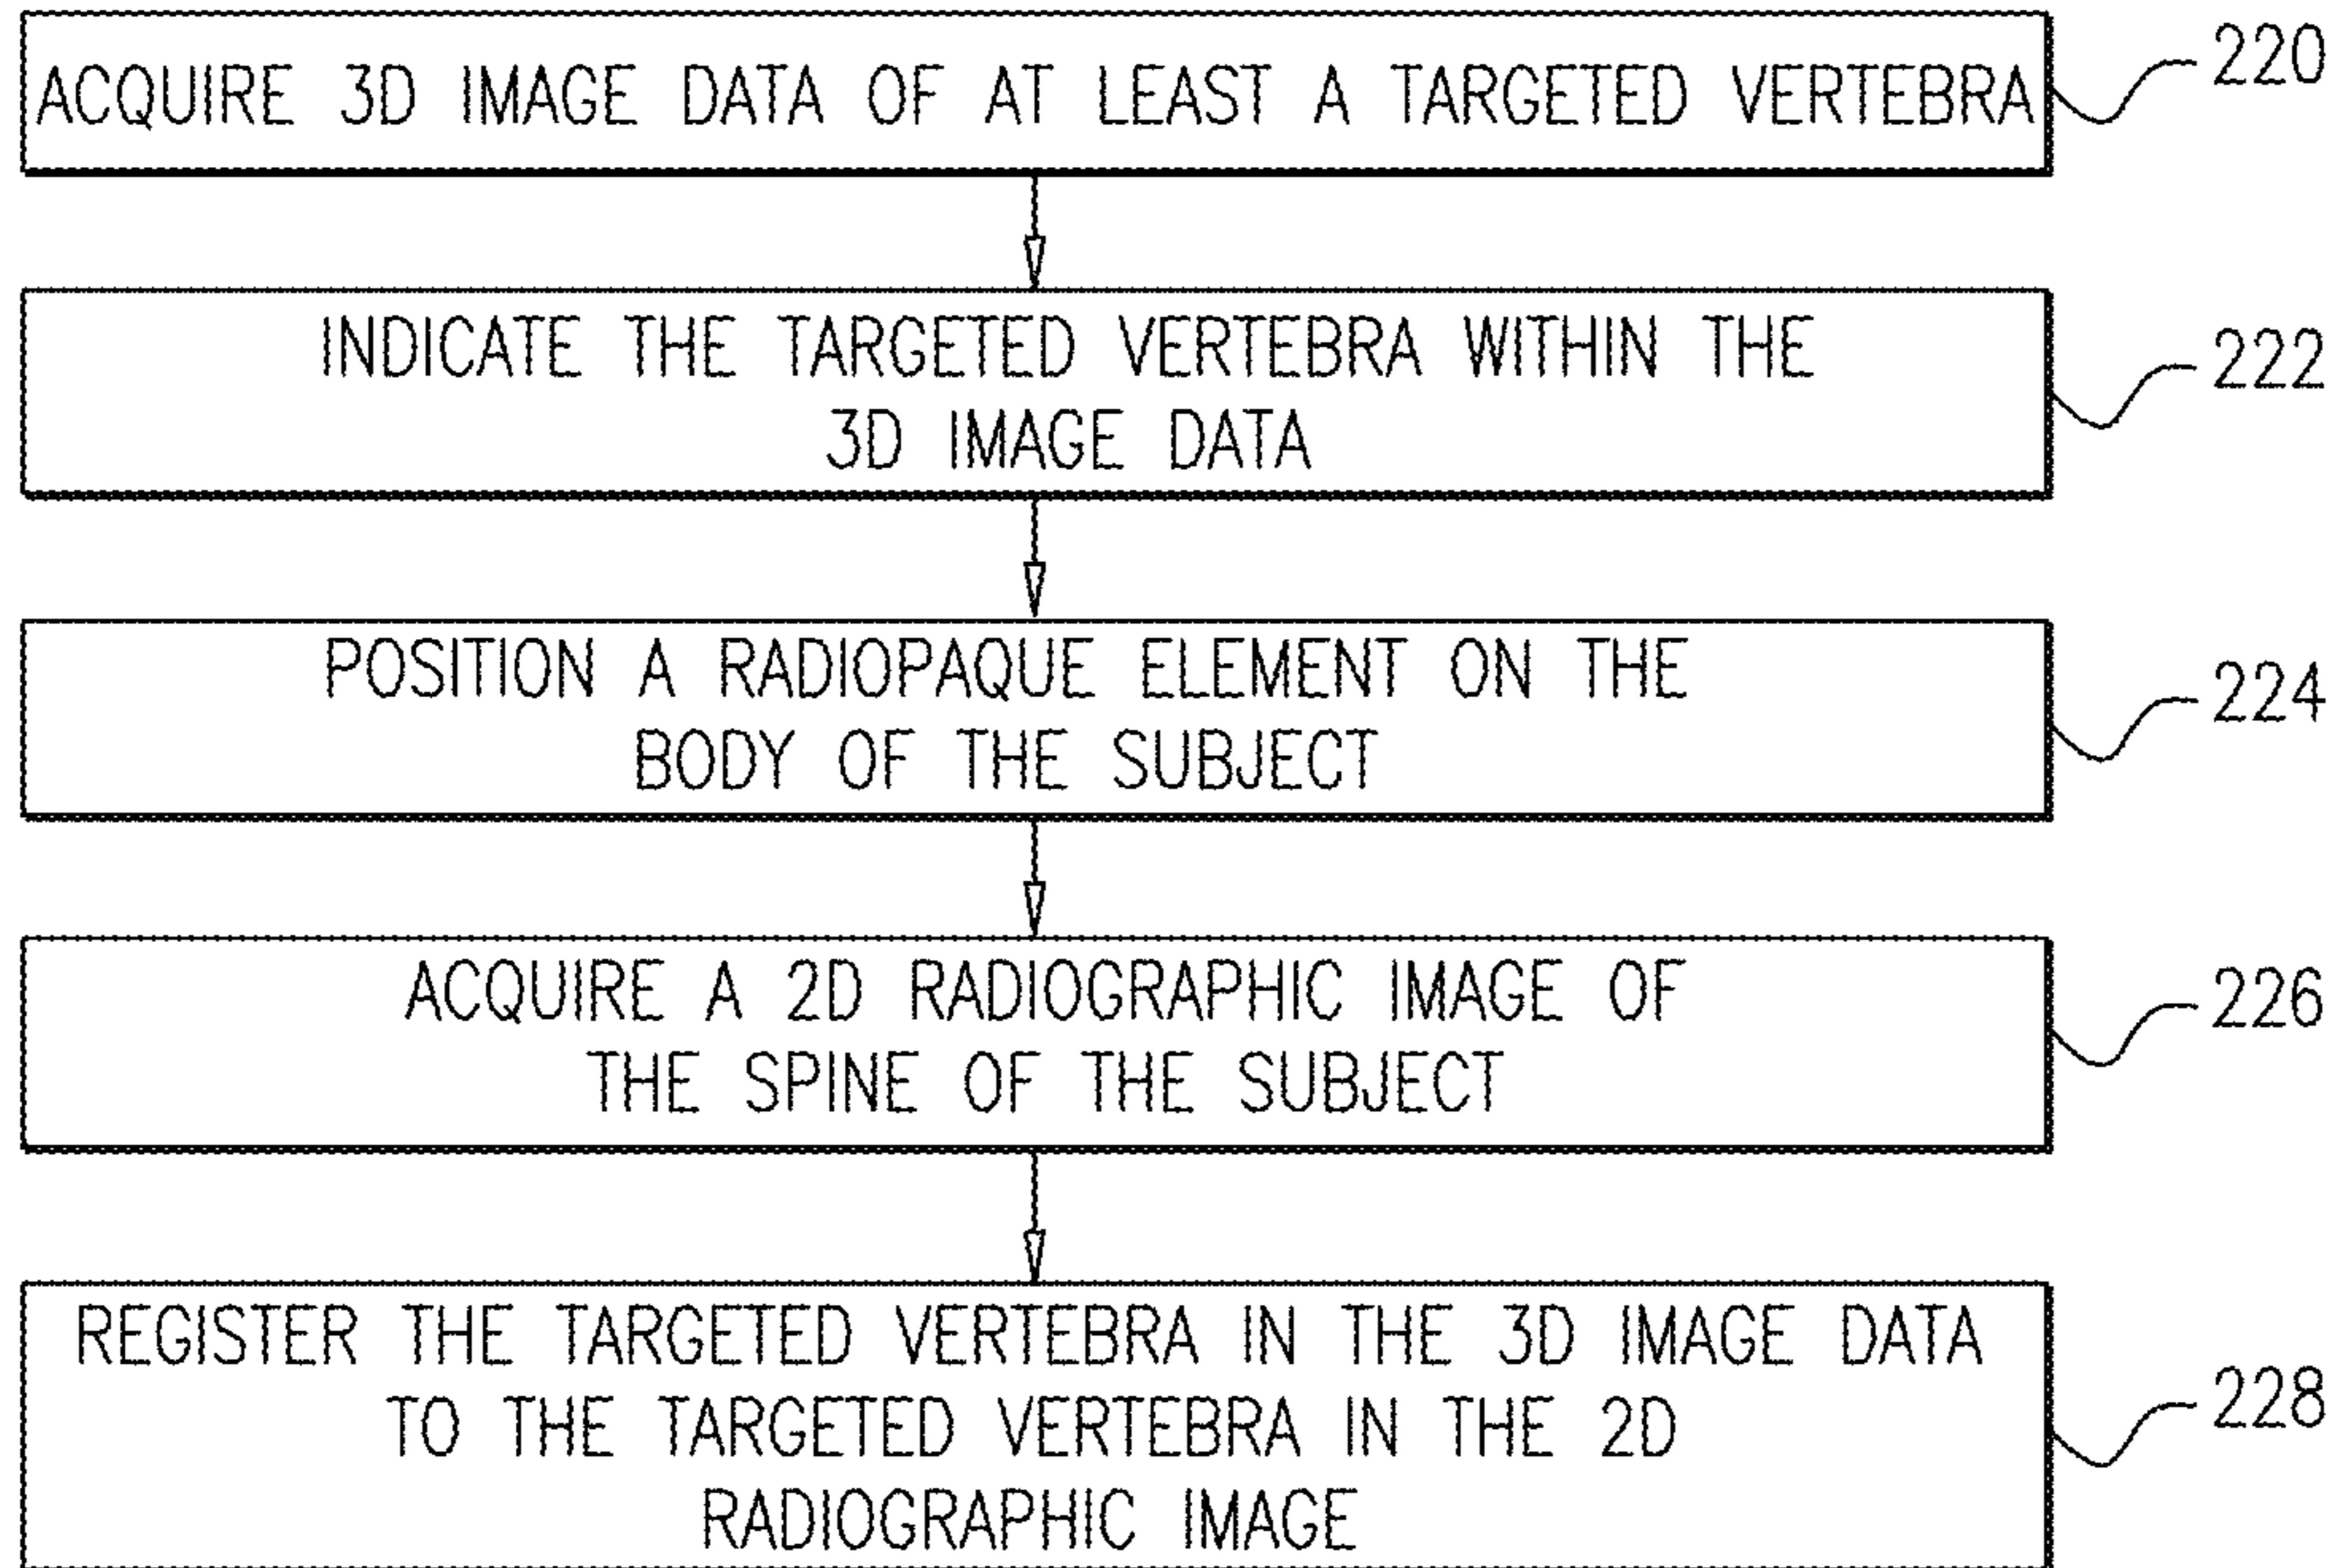 ACQUIRE 3D IMAGE DATA OF AT LEAST A TARGETED VERTEBRA
220
INDICATE THE TARGETED VERTEBRA WITHIN THE
3D IMAGE DATA
222
POSITION A RADIOPAQUE ELEMENT ON THE
BODY OF THE SUBJECT
224
ACQUIRE A 2D RADIOGRAPHIC IMAGE OF
THE SPINE OF THE SUBJECT
226
REGISTER THE TARGETED VERTEBRA IN THE 3D IMAGE DATA
TO THE TARGETED VERTEBRA IN THE 2D
RADIOGRAPHIC IMAGE
228